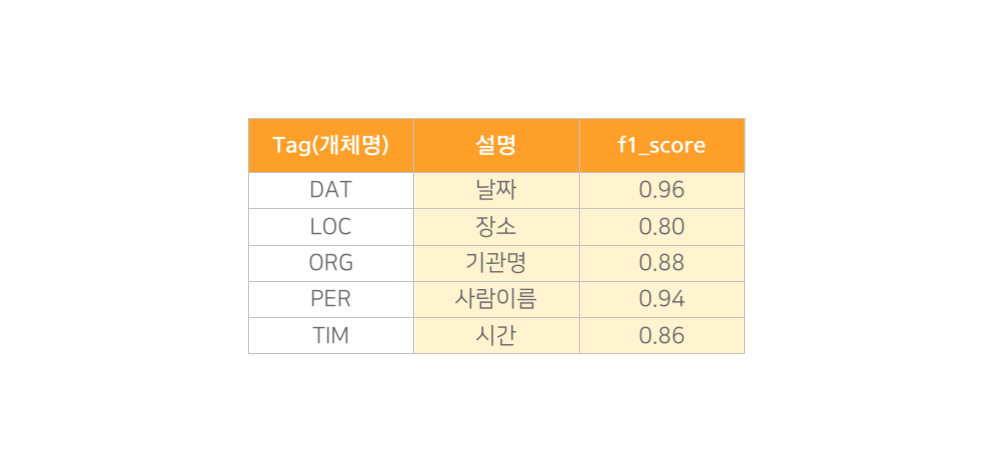 Tag(개체명) 설명 f1_score
DAT 날짜 0.96
LOC 장소 0.80
ORG 기관명 0.88
PER 사람이름 0.94
TIM 시간 0.86